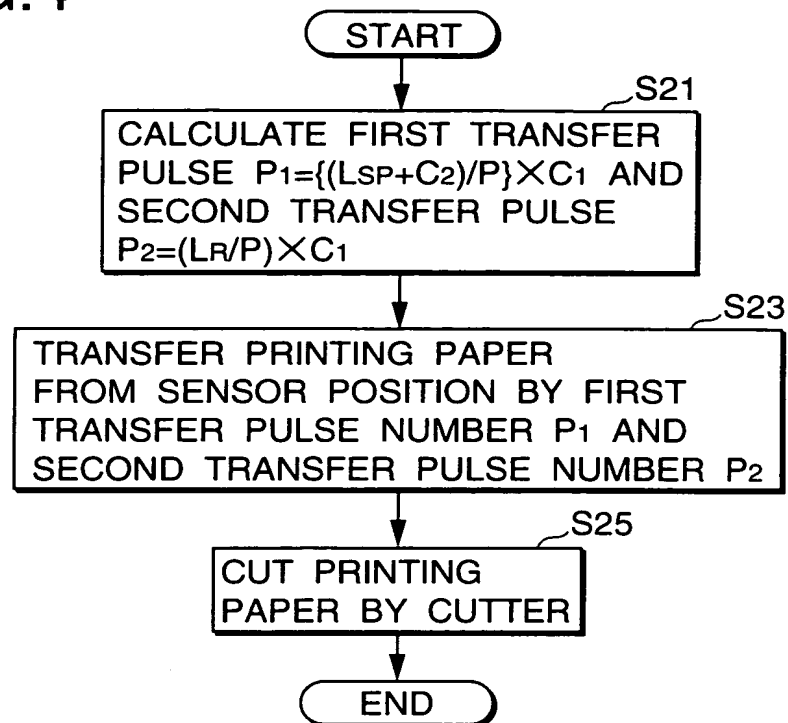 START
S21
CALCULATE FIRST TRANSFER
PULSE P1={(LSP+C2)/P}×C1 AND
SECOND TRANSFER PULSE
P2=(LR/P)×C1
S23
TRANSFER PRINTING PAPER
FROM SENSOR POSITION BY FIRST
TRANSFER PULSE NUMBER P1 AND
SECOND TRANSFER PULSE NUMBER P2
S25
CUT PRINTING
PAPER BY CUTTER
END